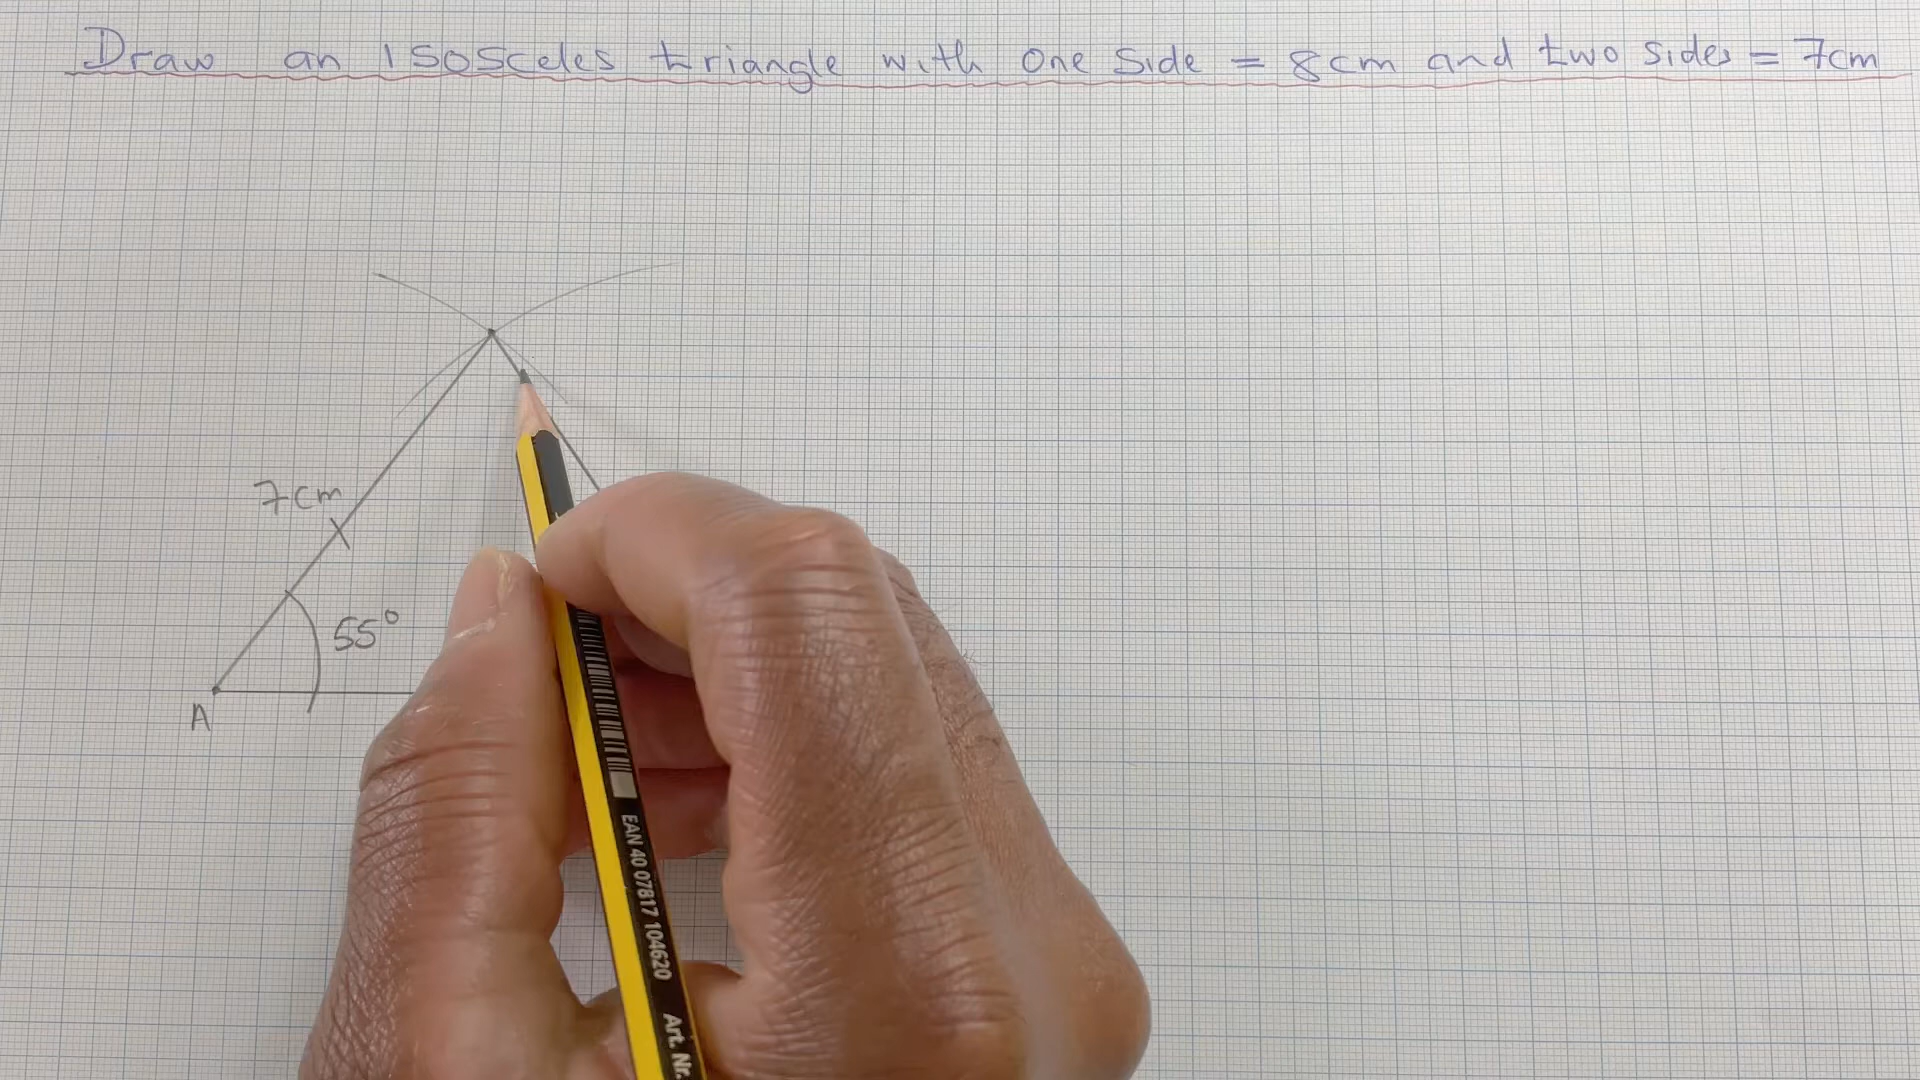 Draw an isosceles triangle with one side = 8cm and two sides = 7cm
7cm
55°
A
EAN 40 07817 104620 Art. Nr.